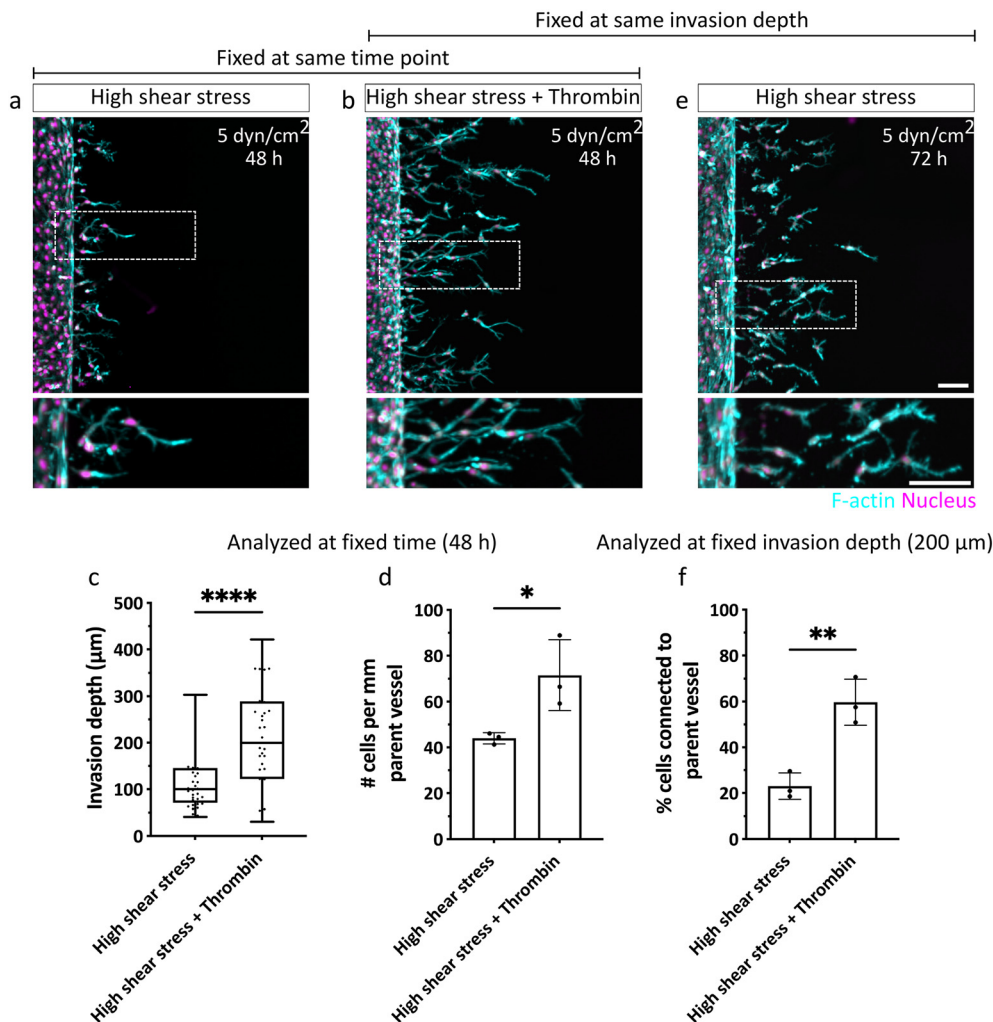 Fixed at same invasion depth
Fixed at same time point
a
High shear stress
b
High shear stress + Thrombin
e
High shear stress
5 dyn/cm2
48 h
5 dyn/cm2
48 h
5 dyn/cm2
72 h
F-actin Nucleus
Analyzed at fixed time (48 h)
Analyzed at fixed invasion depth (200 μm)
c
Invasion depth (μm)
500
400
300
200
100
0
****
High shear stress
High shear stress + Thrombin
d
# cells per mm
parent vessel
100
80
60
40
20
0
*
High shear stress
High shear stress + Thrombin
f
% cells connected to
parent vessel
100
80
60
40
20
0
**
High shear stress
High shear stress + Thrombin